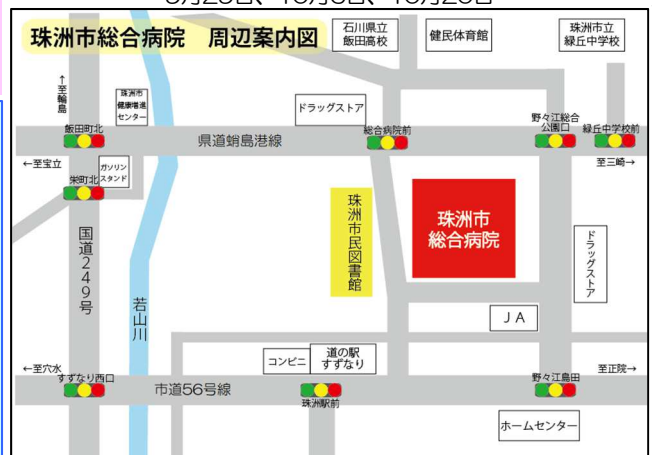 珠洲市総合病院 周辺案内図
石川県立
飯田高校
健民体育館
珠洲市立
緑丘中学校
↑至輪島
珠洲市
健康増進
センター
ドラッグストア
飯田町北
県道蛸島港線
総合病院前
野々江総合
公園口
緑丘中学校前
←至宝立
ガソリン
スタンド
至三崎→
栄町北
珠洲市民図書館
珠洲市
総合病院
国道249号
ドラッグストア
若山川
JA
コンビニ
道の駅
すずなり
←至穴水
すずなり西口
市道56号線
珠洲駅前
野々江島田
至正院→
ホームセンター